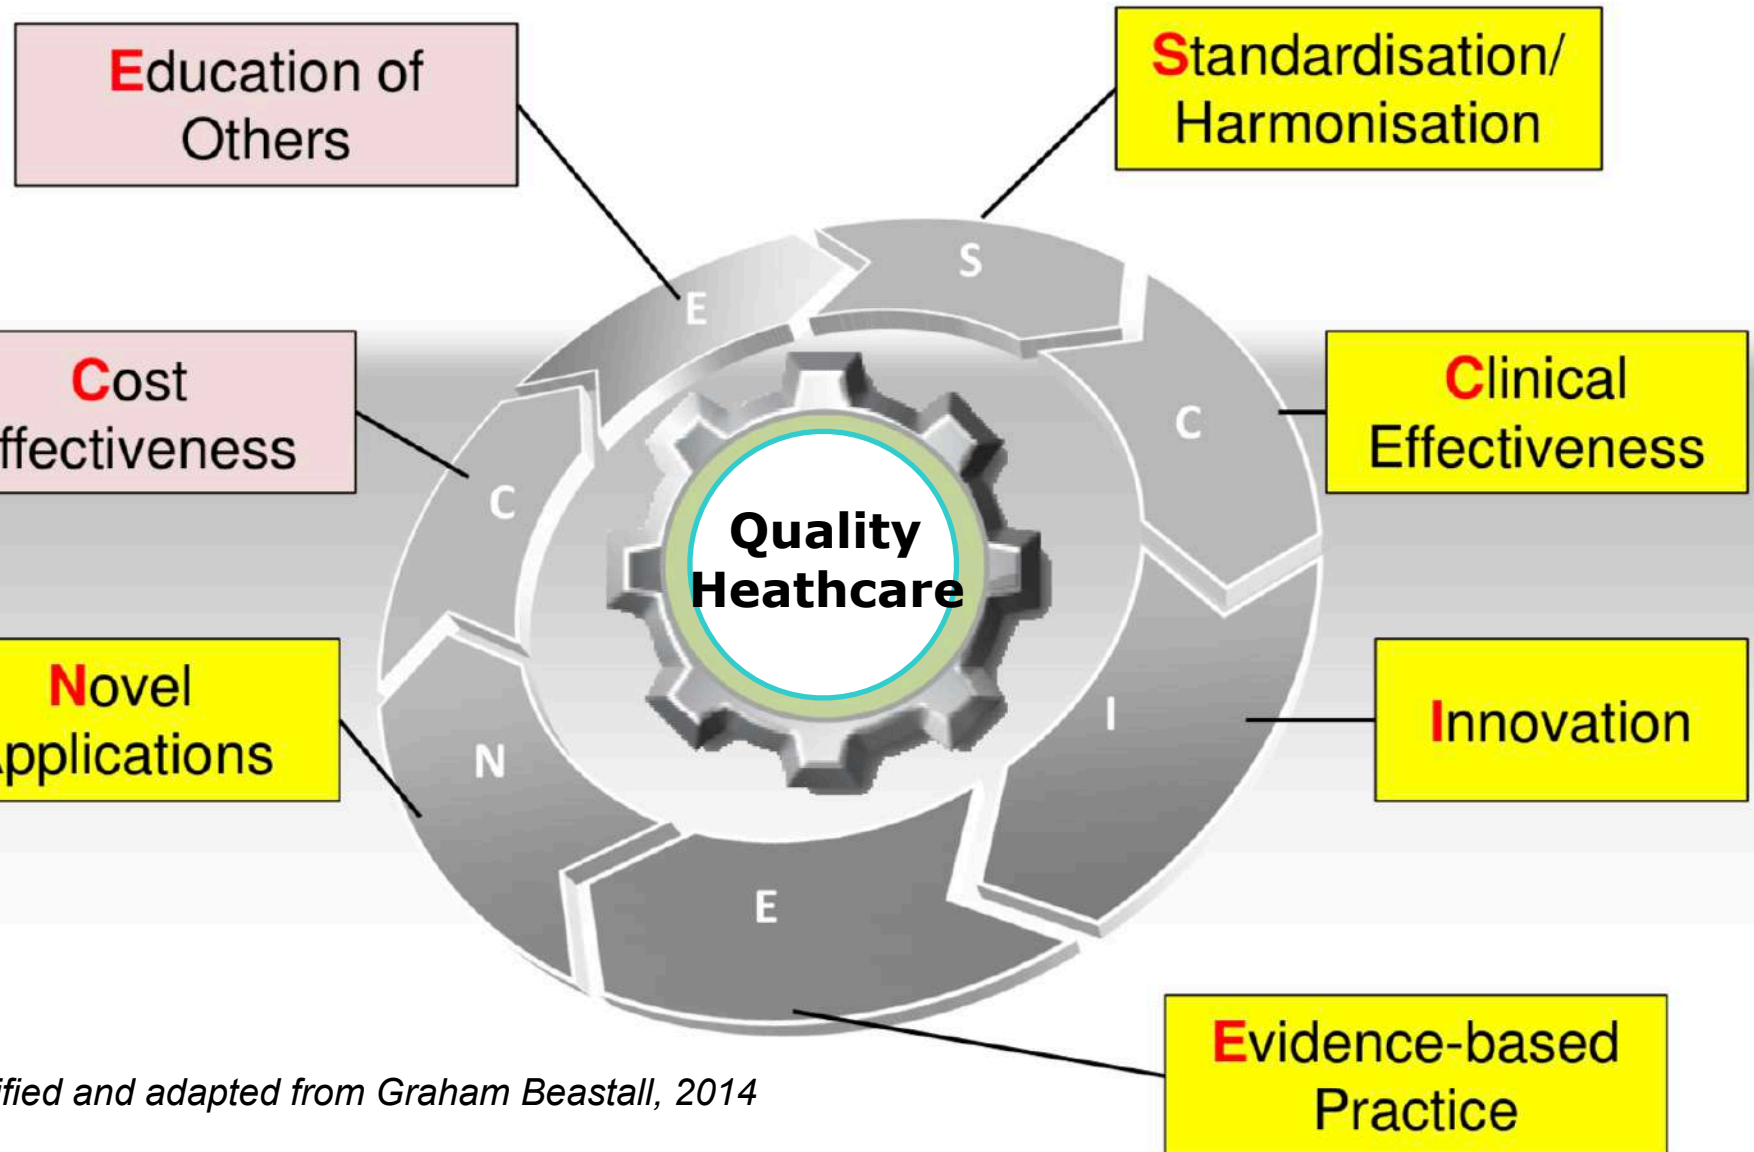 Education of
Others
Standardisation/
Harmonisation
Cost
ffectiveness
Clinical
Effectiveness
Novel
pplications
Innovation
Evidence-based
Practice
S
C
I
E
N
C
E
Quality
Heathcare
ified and adapted from Graham Beastall, 2014